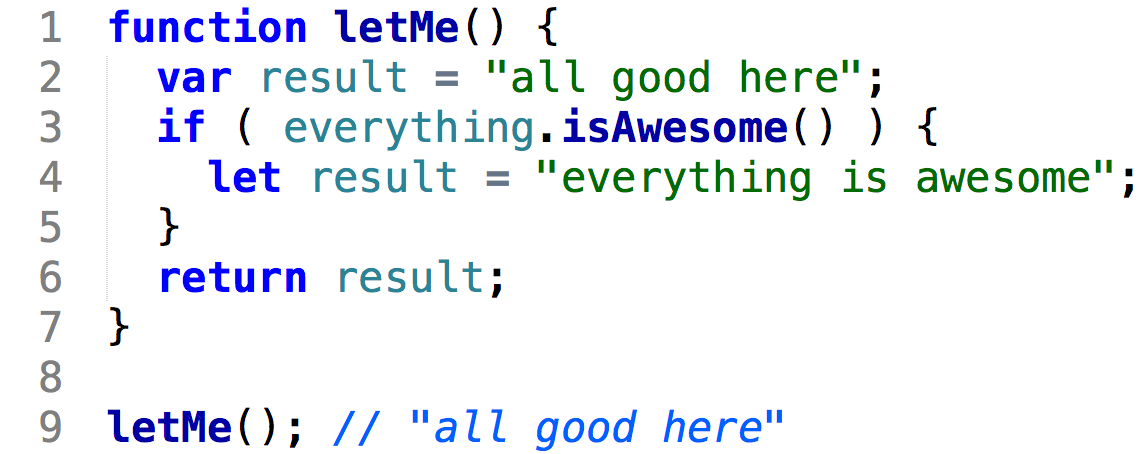 1 function letMe() {
2   var result = "all good here";
3   if ( everything.isAwesome() ) {
4     let result = "everything is awesome";
5   }
6   return result;
7 }
8
9 letMe(); // "all good here"